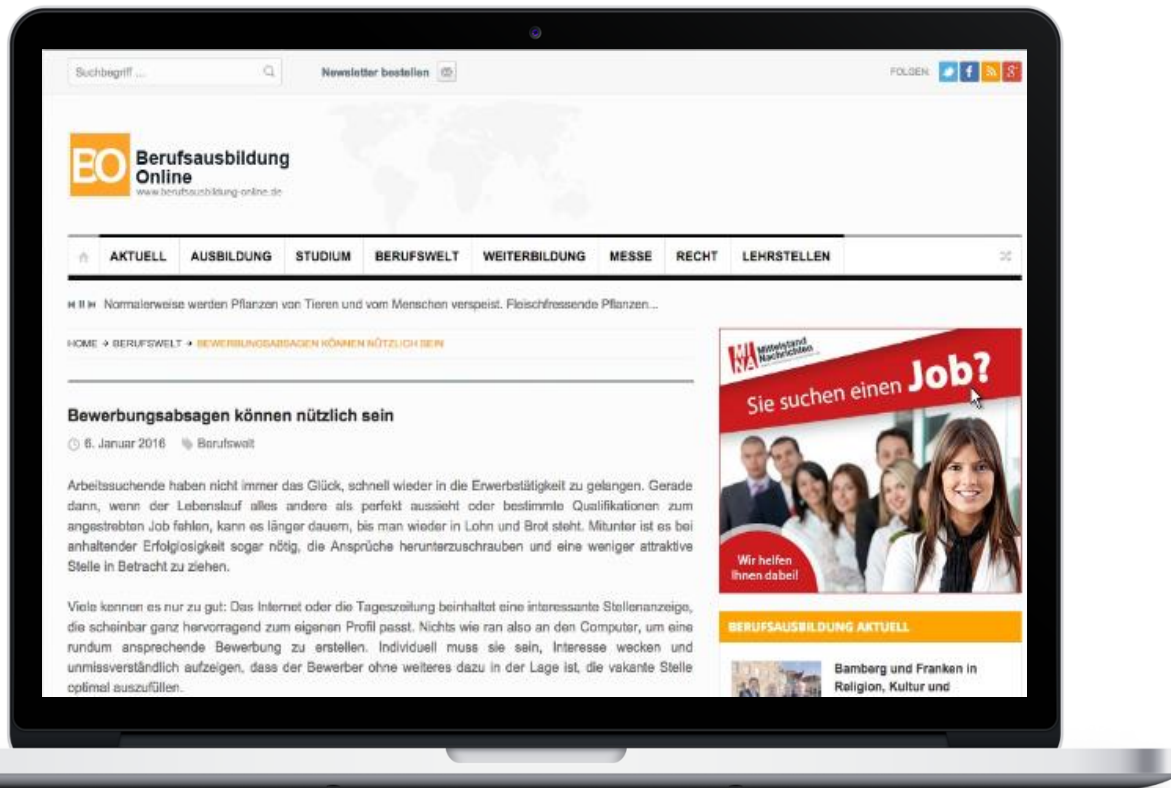 Suchbegriff ...
Newsletter bestellen
FOLGEN:
BO
Berufsausbildung
Online
www.berufsausbildung-online.de
AKTUELL AUSBILDUNG STUDIUM BERUFSWELT WEITERBILDUNG MESSE RECHT LEHRSTELLEN
Normalerweise werden Pflanzen von Tieren und vom Menschen verspeist. Fleischfressende Pflanzen...
HOME → BERUFSWELT → BEWERBUNGSABSAGEN KÖNNEN NÜTZLICH SEIN
Bewerbungsabsagen können nützlich sein
6. Januar 2016 Berufswelt
Arbeitssuchende haben nicht immer das Glück, schnell wieder in die Erwerbstätigkeit zu gelangen. Gerade
dann, wenn der Lebenslauf alles andere als perfekt aussieht oder bestimmte Qualifikationen zum
angestrebten Job fehlen, kann es länger dauern, bis man wieder in Lohn und Brot steht. Mitunter ist es bei
anhaltender Erfolglosigkeit sogar nötig, die Ansprüche herunterzuschrauben und eine weniger attraktive
Stelle in Betracht zu ziehen.
Viele kennen es nur zu gut: Das Internet oder die Tageszeitung beinhaltet eine interessante Stellenanzeige,
die scheinbar ganz hervorragend zum eigenen Profil passt. Nichts wie ran also an den Computer, um eine
rundum ansprechende Bewerbung zu erstellen. Individuell muss sie sein, Interesse wecken und
unmissverständlich aufzeigen, dass der Bewerber ohne weiteres dazu in der Lage ist, die vakante Stelle
optimal auszufüllen.
MI
NA
Mittelstand
Nachrichten
Sie suchen einen Job?
Wir helfen
Ihnen dabei!
BERUFSAUSBILDUNG AKTUELL
Bamberg und Franken in
Religion, Kultur und